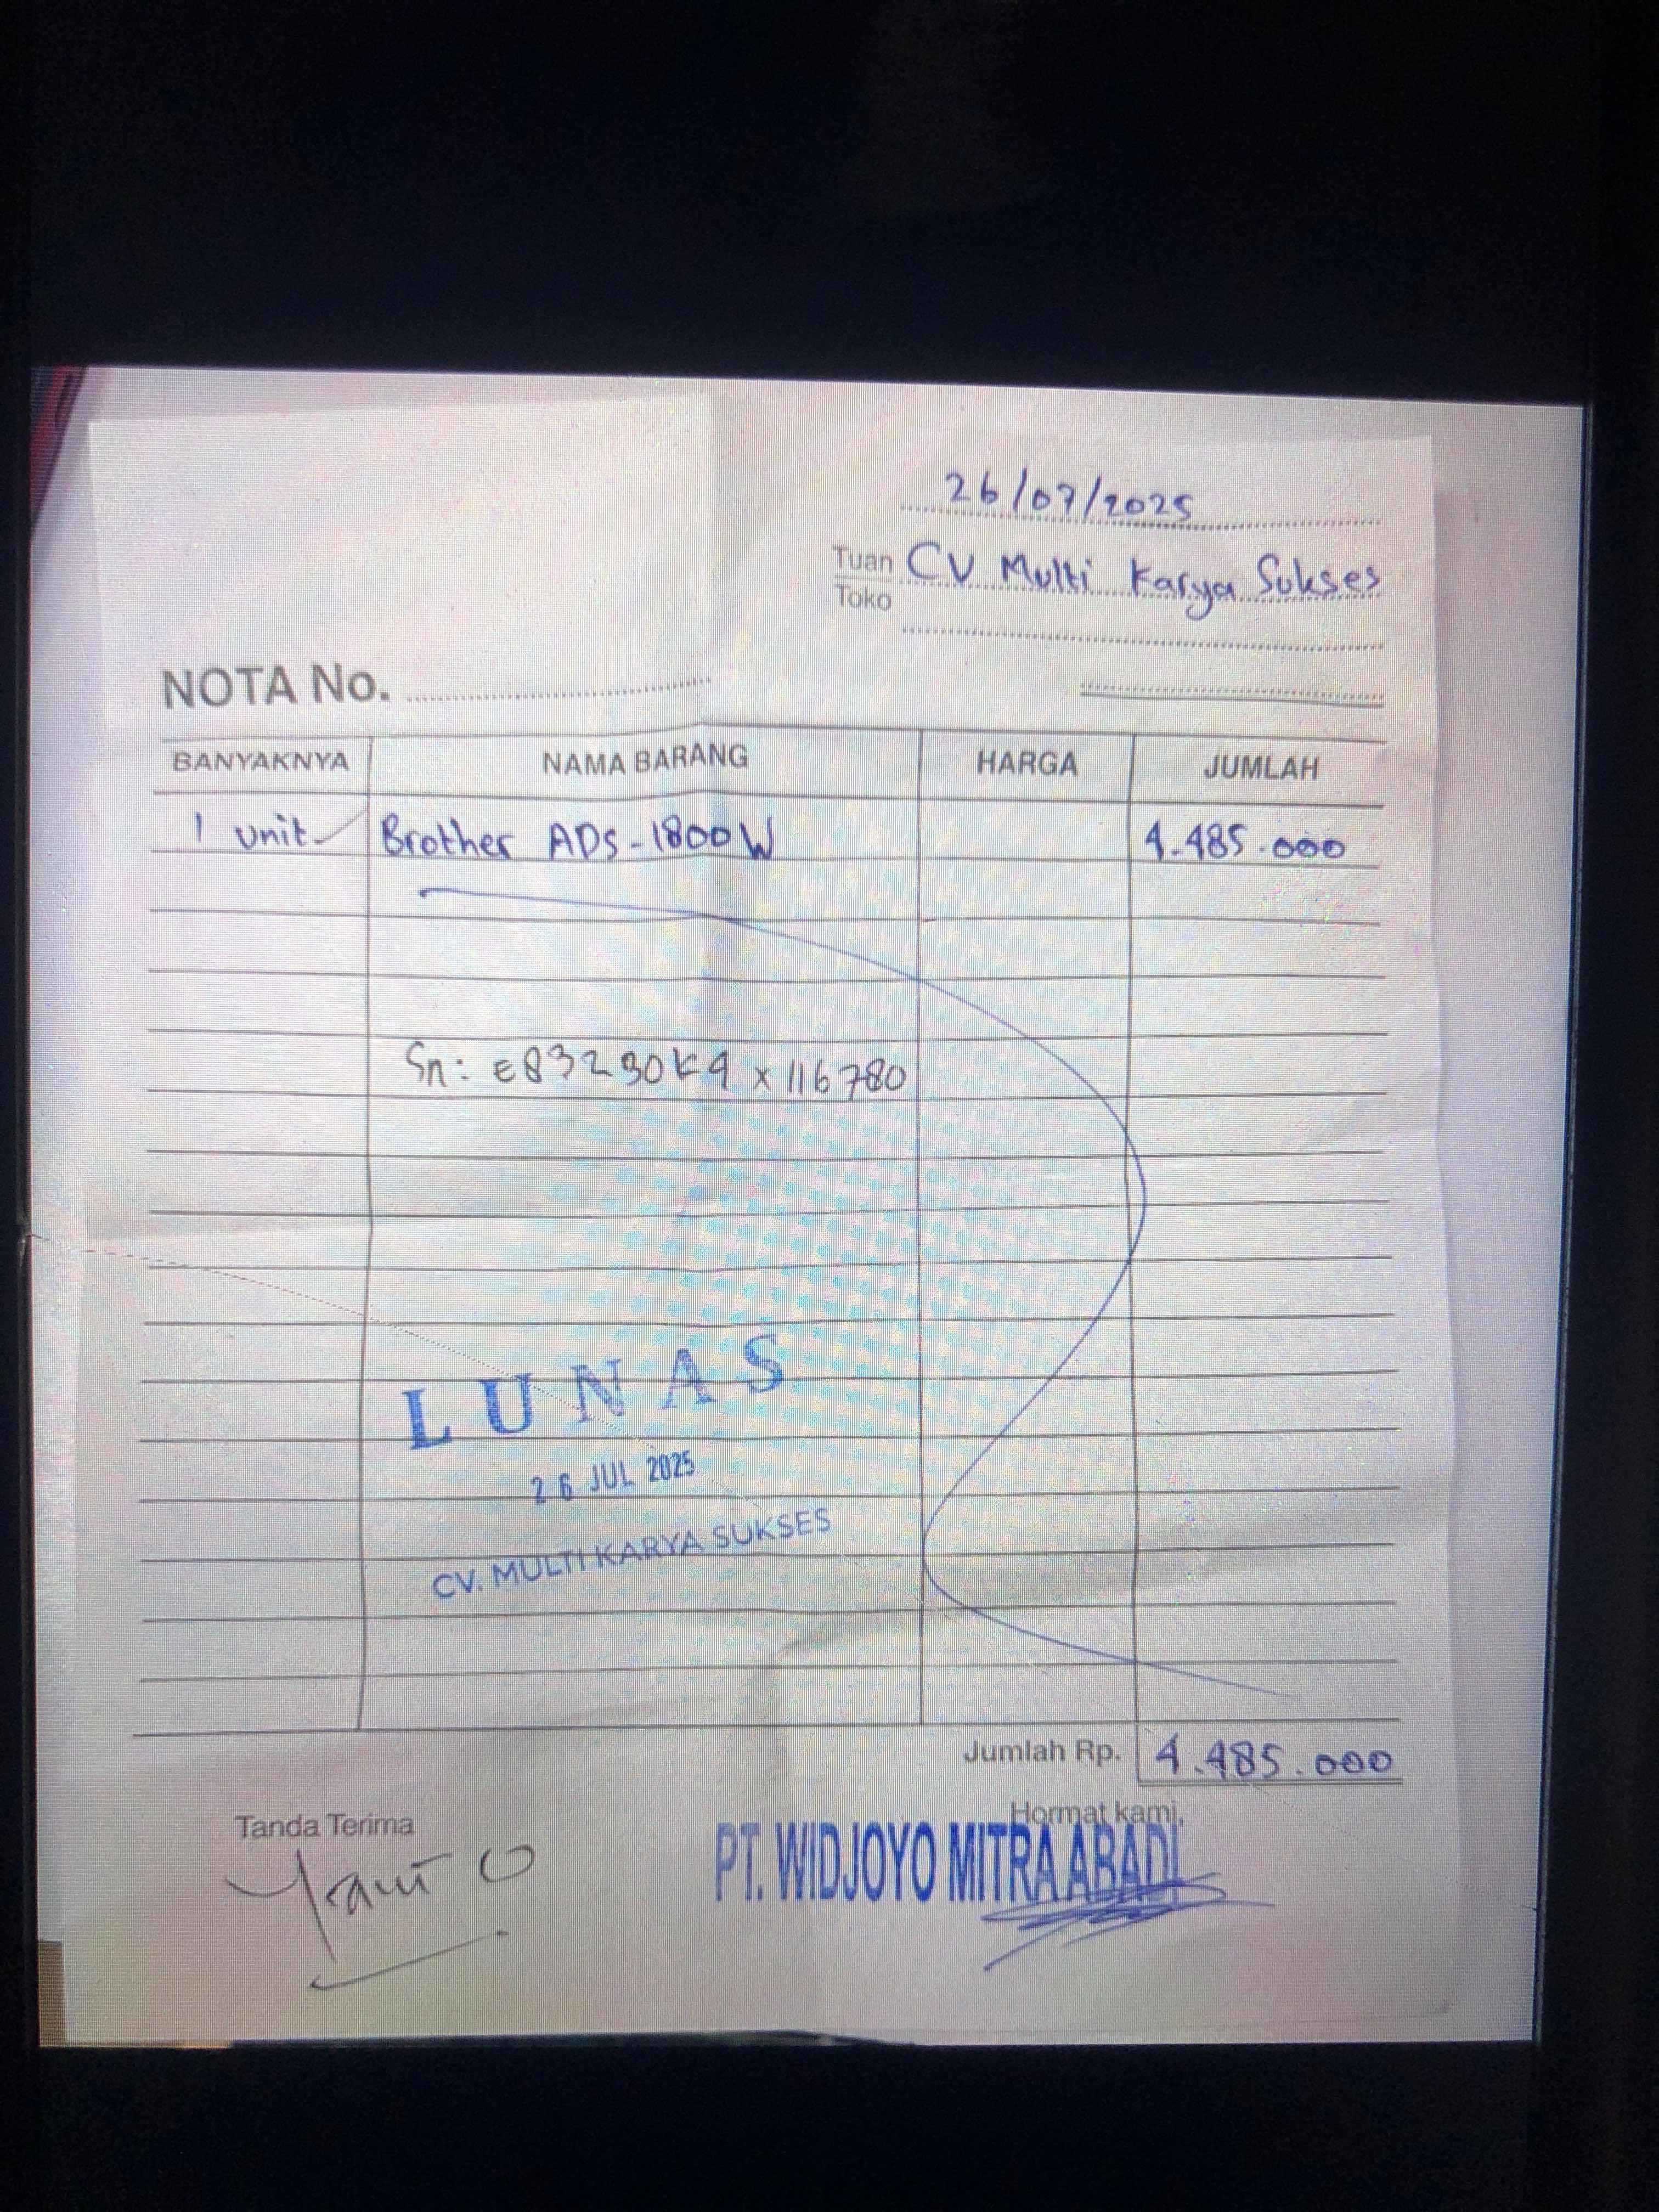 26/07/2025
Tuan CV Multi Karya Sukses
Toko
NOTA No.
BANYAKNYA NAMA BARANG HARGA JUMLAH
1 unit Brother ADS-1800W 4.485.000
Sn: E83230K4x116780
LUNAS
26 JUL 2025
CV. MULTI KARYA SUKSES
Jumlah Rp. 4.485.000
Tanda Terima Hormat kami,
PT. WIDJOYO MITRA ABADI